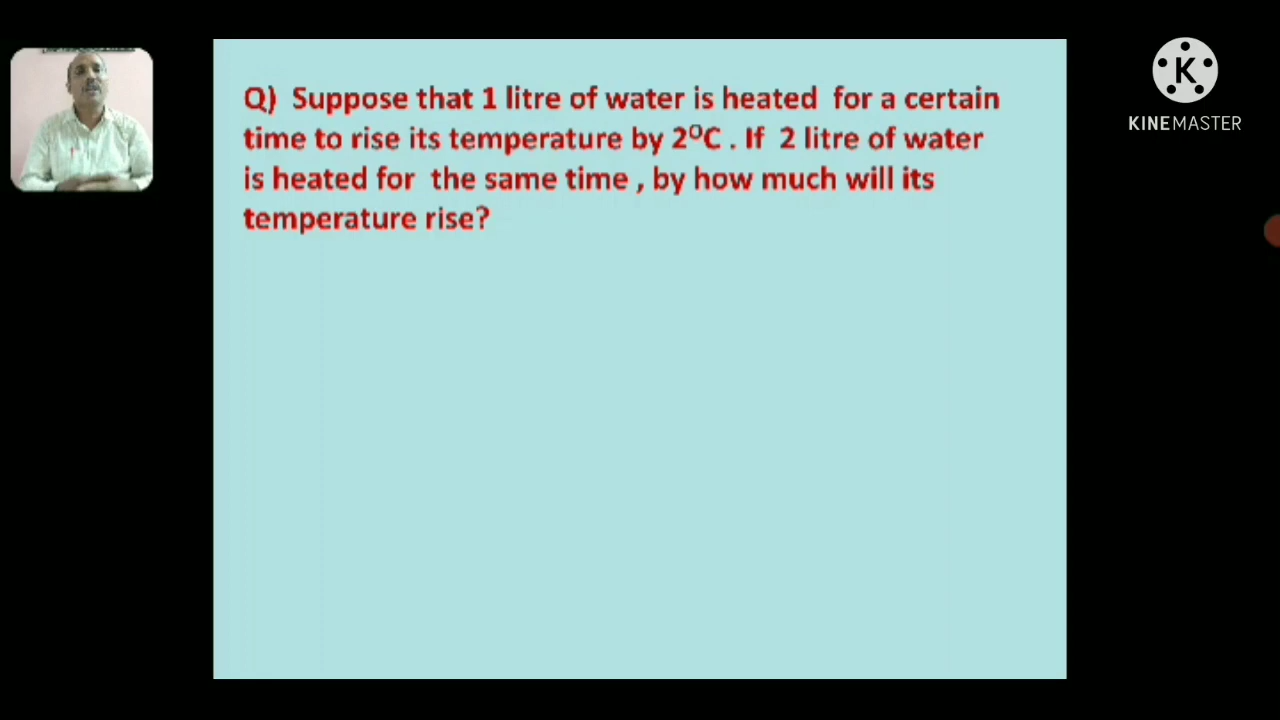 Q) Suppose that 1 litre of water is heated for a certain
time to rise its temperature by 2⁰C . If 2 litre of water
is heated for the same time , by how much will its
temperature rise?
K
KINEMASTER